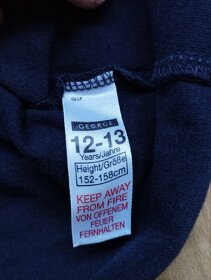 GEORGE
12-13
Years/Jahre
Height/Größe
152-158cm
KEEP AWAY
FROM FIRE
VON OFFENEM
FEUER
FERNHALTEN